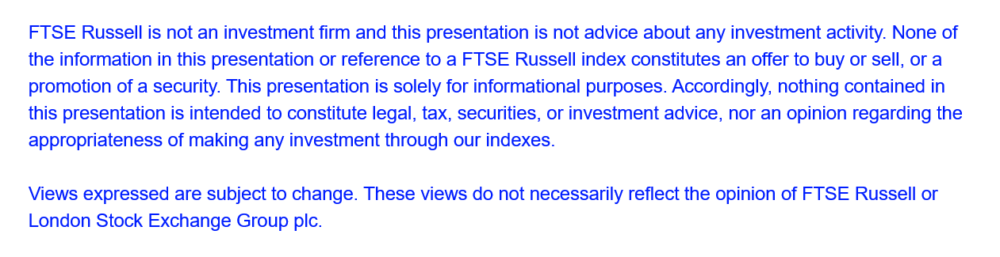 FTSE Russell is not an investment firm and this presentation is not advice about any investment activity. None of
the information in this presentation or reference to a FTSE Russell index constitutes an offer to buy or sell, or a
promotion of a security. This presentation is solely for informational purposes. Accordingly, nothing contained in
this presentation is intended to constitute legal, tax, securities, or investment advice, nor an opinion regarding the
appropriateness of making any investment through our indexes.
Views expressed are subject to change. These views do not necessarily reflect the opinion of FTSE Russell or
London Stock Exchange Group plc.